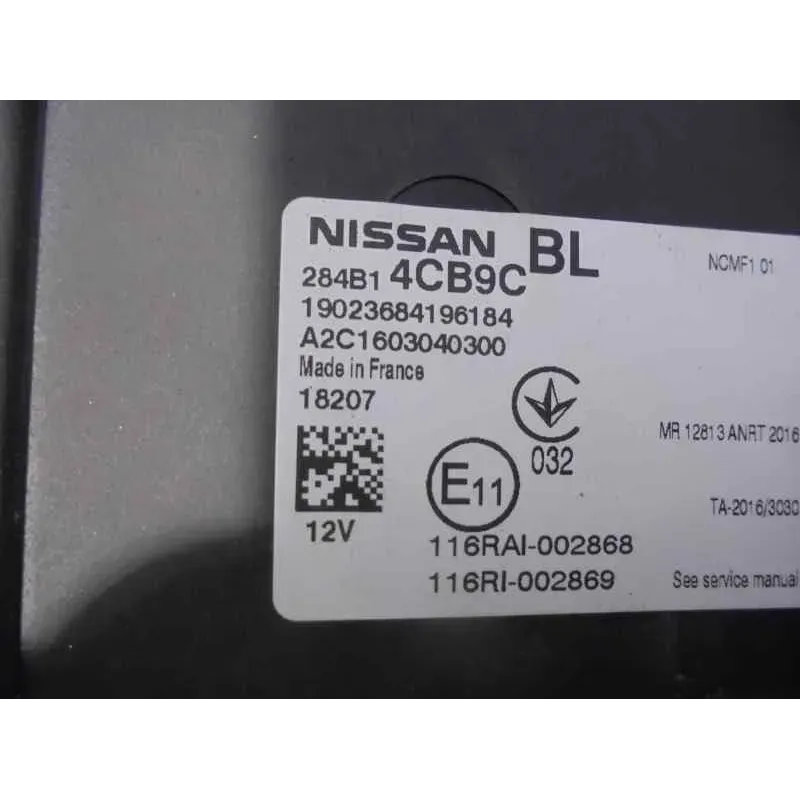 NISSAN BL
284B1 4CB9C
NCMF1 01
19023684196184
A2C1603040300
Made in France
18207
MR 12813 ANRT 2016
032
E11
TA-2016/3030
12V
116RAI-002868
116RI-002869
See service manual